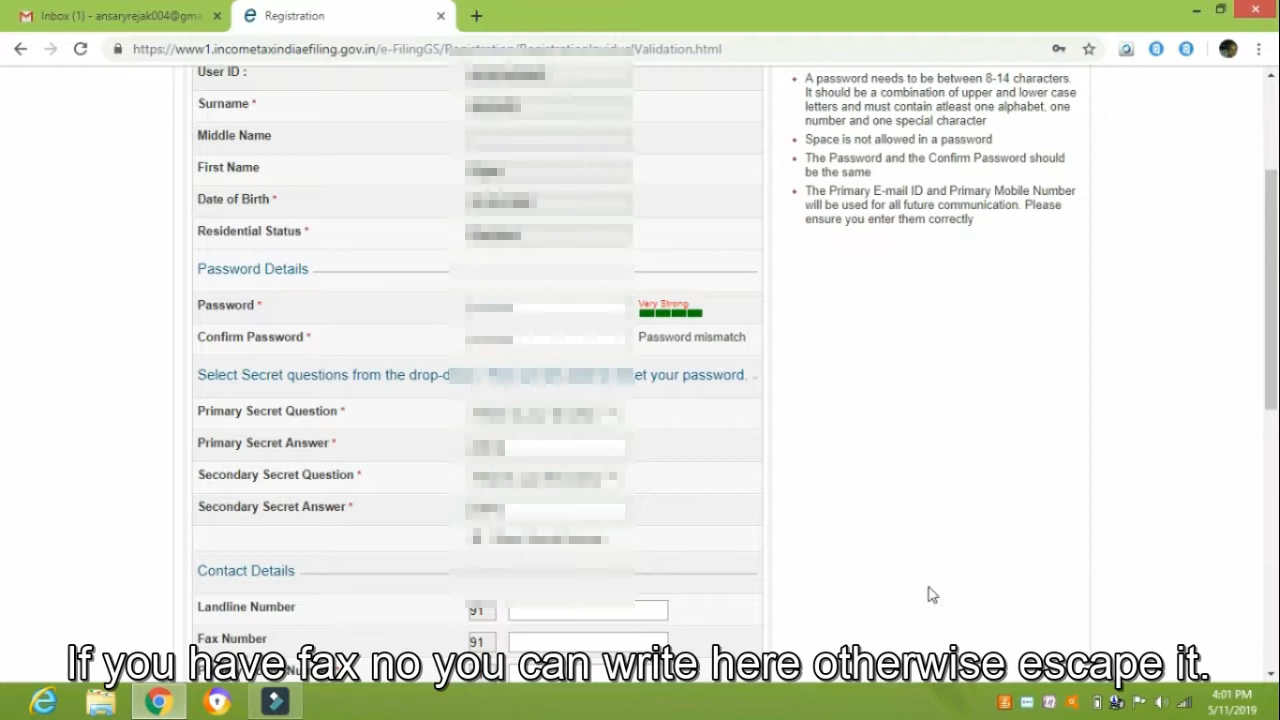 Inbox (1) - ansaryrejak004@gma
Registration
https://www1.incometaxindiaefiling.gov.in/e-FilingGS/Registration/
Validation.html
User ID :
Surname *
Middle Name
First Name
Date of Birth *
Residential Status *
Password Details
Password *
Very Strong
Confirm Password *
Password mismatch
Select Secret questions from the drop-d
et your password.
Primary Secret Question *
Primary Secret Answer *
Secondary Secret Question *
Secondary Secret Answer *
Contact Details
Landline Number
91
Fax Number
91
• A password needs to be between 8-14 characters.
It should be a combination of upper and lower case
letters and must contain atleast one alphabet, one
number and one special character
• Space is not allowed in a password
• The Password and the Confirm Password should
be the same
• The Primary E-mail ID and Primary Mobile Number
will be used for all future communication. Please
ensure you enter them correctly
If you have fax no you can write here otherwise escape it.
4:01 PM
5/11/2019